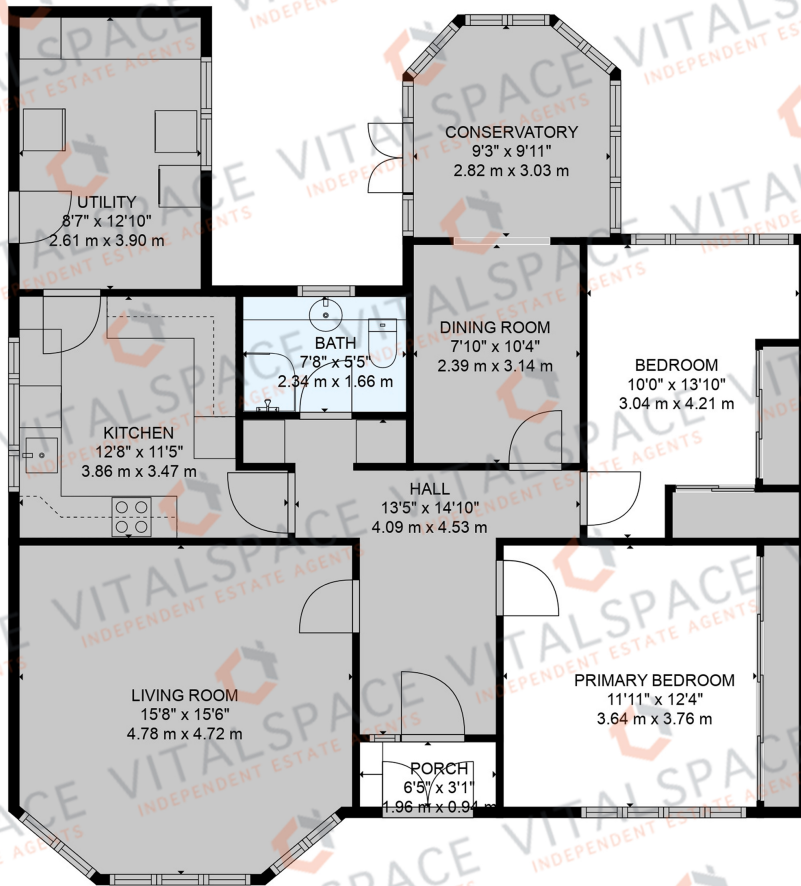 UTILITY
8'7" x 12'10"
2.61 m x 3.90 m
CONSERVATORY
9'3" x 9'11"
2.82 m x 3.03 m
BATH
7'8" x 5'5"
2.34 m x 1.66 m
DINING ROOM
7'10" x 10'4"
2.39 m x 3.14 m
BEDROOM
10'0" x 13'10"
3.04 m x 4.21 m
KITCHEN
12'8" x 11'5"
3.86 m x 3.47 m
HALL
13'5" x 14'10"
4.09 m x 4.53 m
LIVING ROOM
15'8" x 15'6"
4.78 m x 4.72 m
PRIMARY BEDROOM
11'11" x 12'4"
3.64 m x 3.76 m
PORCH
6'5" x 3'1"
1.96 m x 0.94 m
VITALSPACE
INDEPENDENT ESTATE AGENTS